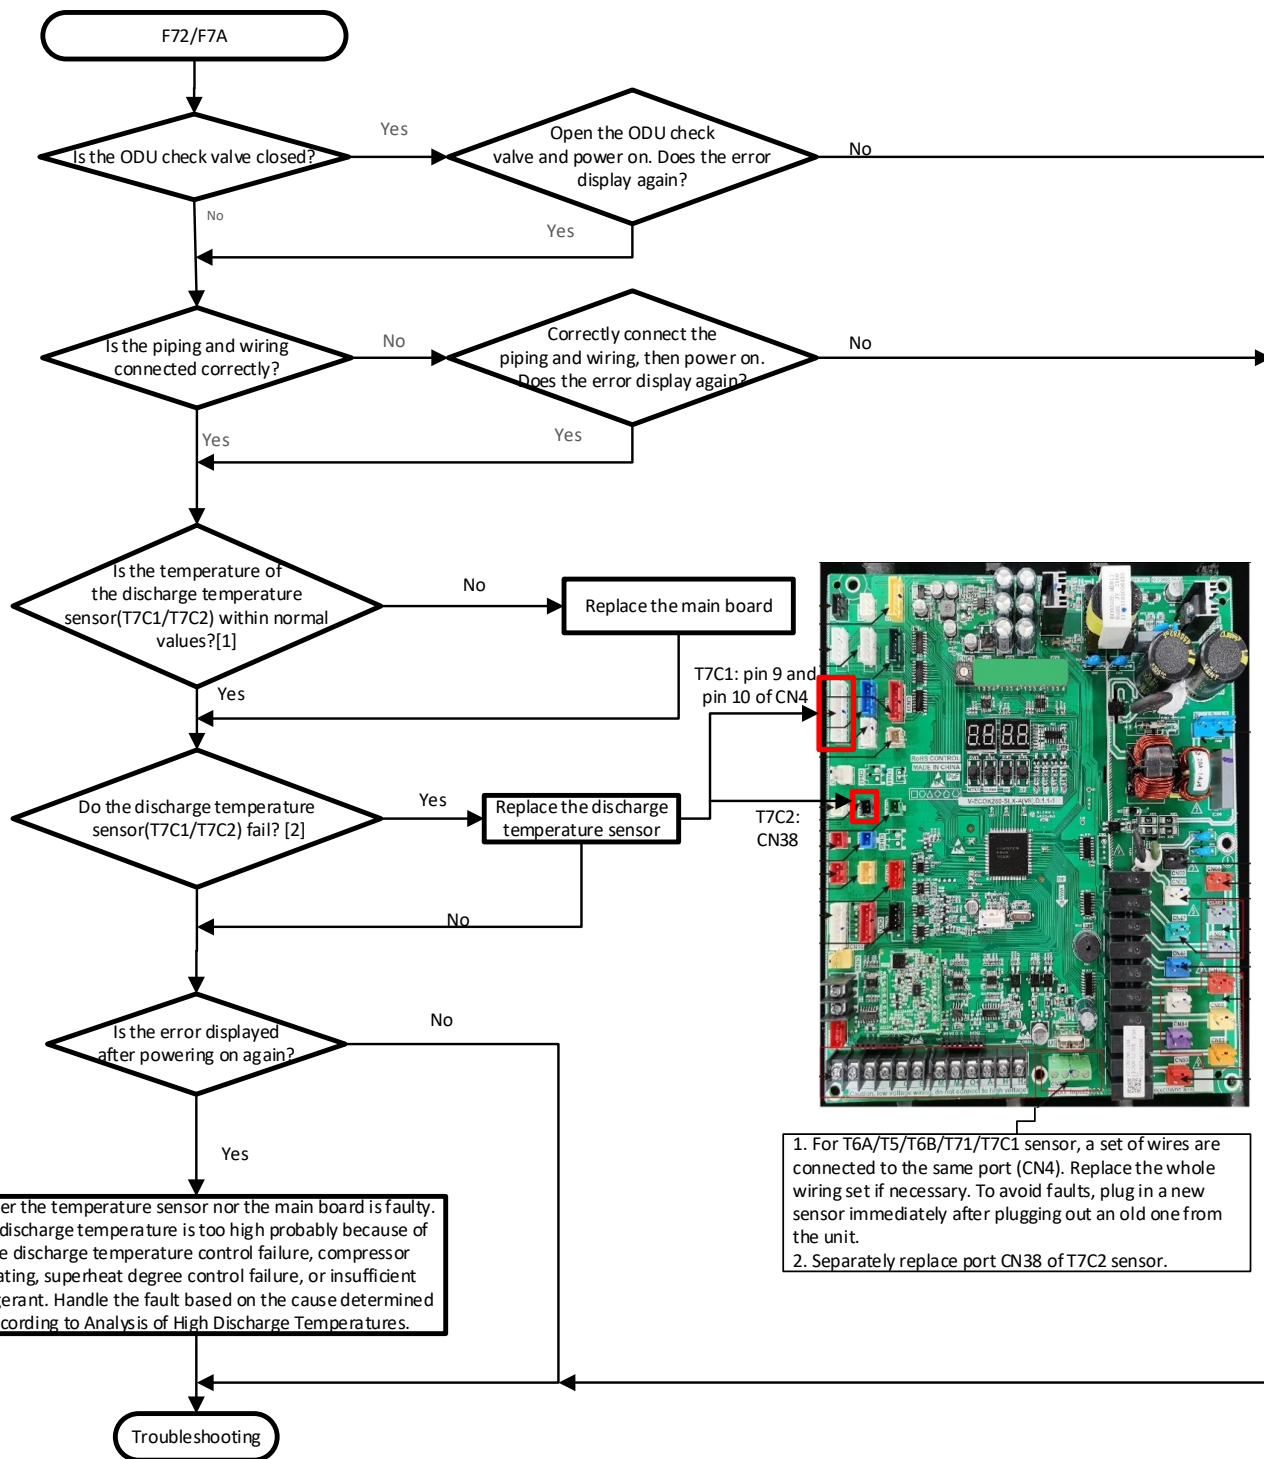 F72/F7A
Is the ODU check valve closed?
Yes
Open the ODU check
valve and power on. Does the error
display again?
No
No
Yes
Is the piping and wiring
connected correctly?
No
Correctly connect the
piping and wiring, then power on.
Does the error display again?
No
Yes
Yes
Is the temperature of
the discharge temperature
sensor(T7C1/T7C2) within normal
values?[1]
No
Replace the main board
Yes
T7C1: pin 9 and
pin 10 of CN4
Do the discharge temperature
sensor(T7C1/T7C2) fail? [2]
Yes
Replace the discharge
temperature sensor
T7C2:
CN38
No
RoHS CONTROL
MADE IN CHINA
Is the error displayed
after powering on again?
No
Yes
er the temperature sensor nor the main board is faulty.
discharge temperature is too high probably because of
e discharge temperature control failure, compressor
ating, superheat degree control failure, or insufficient
gerant. Handle the fault based on the cause determined
cording to Analysis of High Discharge Temperatures.
1. For T6A/T5/T6B/T71/T7C1 sensor, a set of wires are
connected to the same port (CN4). Replace the whole
wiring set if necessary. To avoid faults, plug in a new
sensor immediately after plugging out an old one from
the unit.
2. Separately replace port CN38 of T7C2 sensor.
Troubleshooting